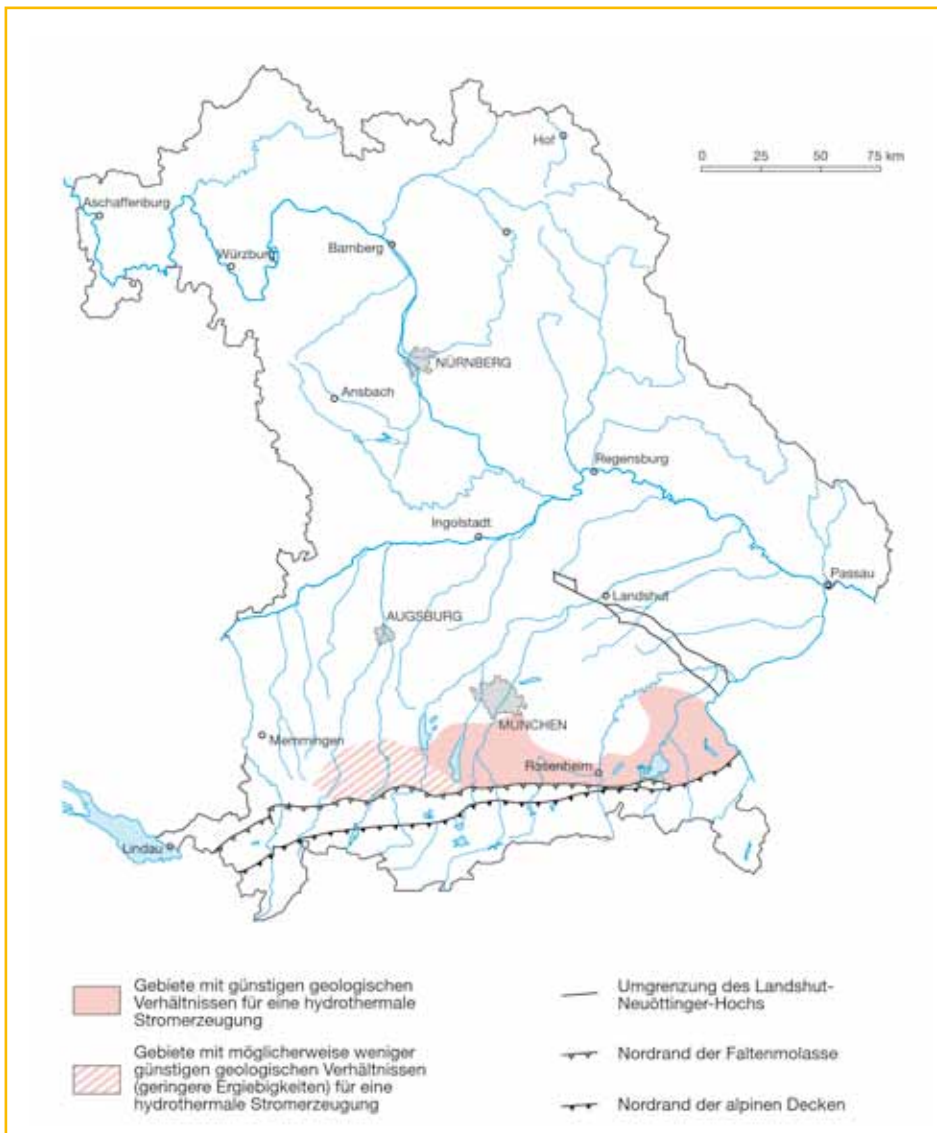 Hof
0 25 50 75 km
Aschaffenburg
Würzburg
Bamberg
NÜRNBERG
Ansbach
Regensburg
Ingolstadt
Passau
Landshut
AUGSBURG
MÜNCHEN
Memmingen
Rosenheim
Lindau
Gebiete mit günstigen geologischen
Verhältnissen für eine hydrothermale
Stromerzeugung
Gebiete mit möglicherweise weniger
günstigen geologischen Verhältnissen
(geringere Ergiebigkeiten) für eine
hydrothermale Stromerzeugung
Umgrenzung des Landshut-
Neuöttinger-Hochs
Nordrand der Faltenmolasse
Nordrand der alpinen Decken